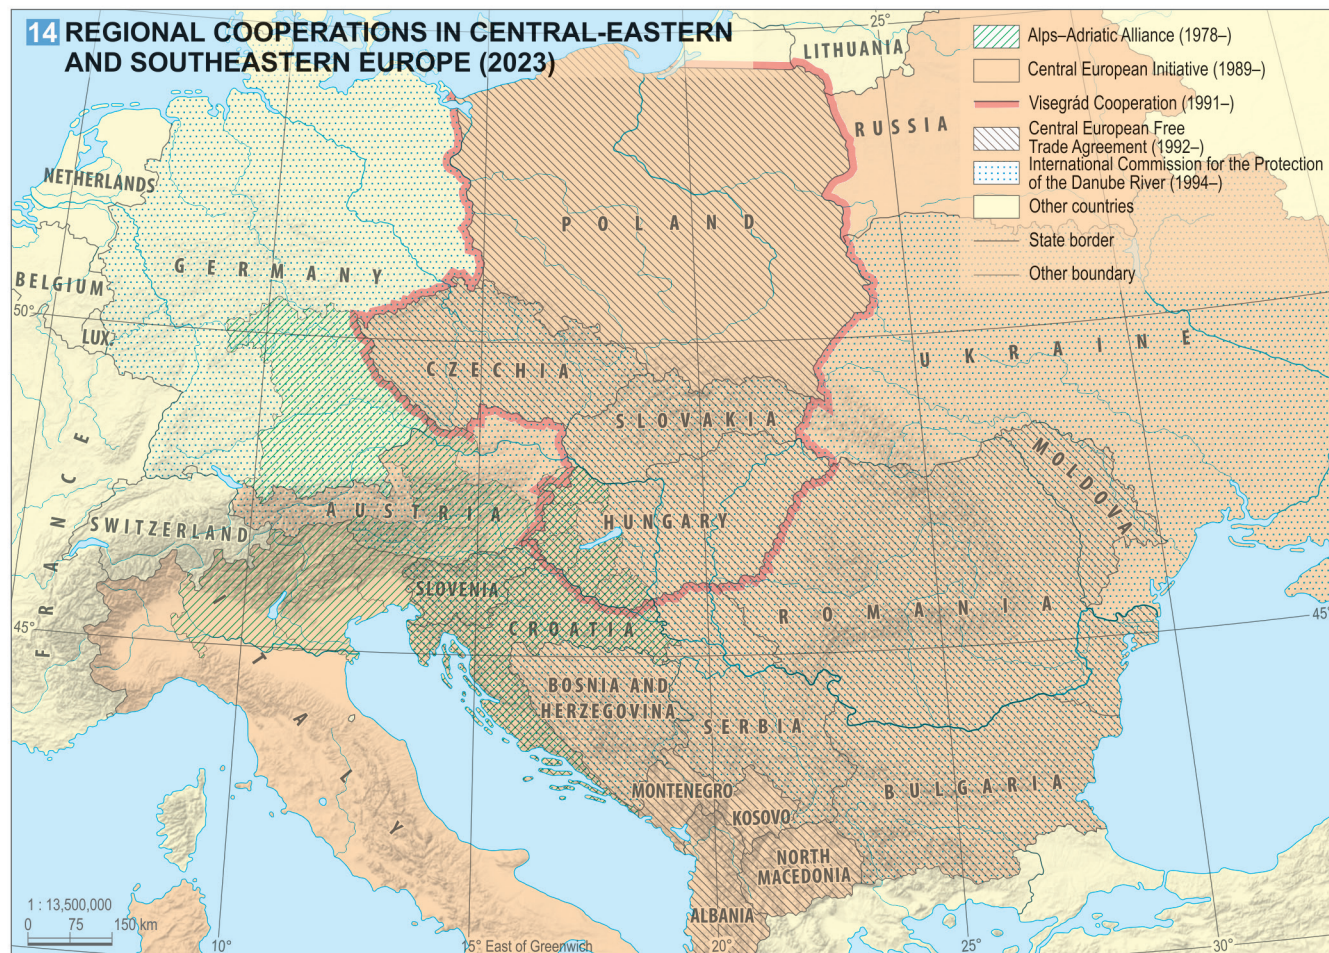 14 REGIONAL COOPERATIONS IN CENTRAL-EASTERN
AND SOUTHEASTERN EUROPE (2023)
25°
Alps–Adriatic Alliance (1978–)
Central European Initiative (1989–)
Visegrád Cooperation (1991–)
Central European Free
Trade Agreement (1992–)
International Commission for the Protection
of the Danube River (1994–)
Other countries
State border
Other boundary
LITHUANIA
RUSSIA
NETHERLANDS
POLAND
GERMANY
BELGIUM
50°
LUX.
UKRAINE
CZECHIA
SLOVAKIA
MOLDOVA
FRANCE
SWITZERLAND
AUSTRIA
HUNGARY
SLOVENIA
ITALY
ROMANIA
CROATIA
45°
45°
BOSNIA AND
HERZEGOVINA
SERBIA
MONTENEGRO
BULGARIA
KOSOVO
NORTH
MACEDONIA
ALBANIA
1 : 13,500,000
0 75 150 km
10°
15° East of Greenwich
20°
25°
30°